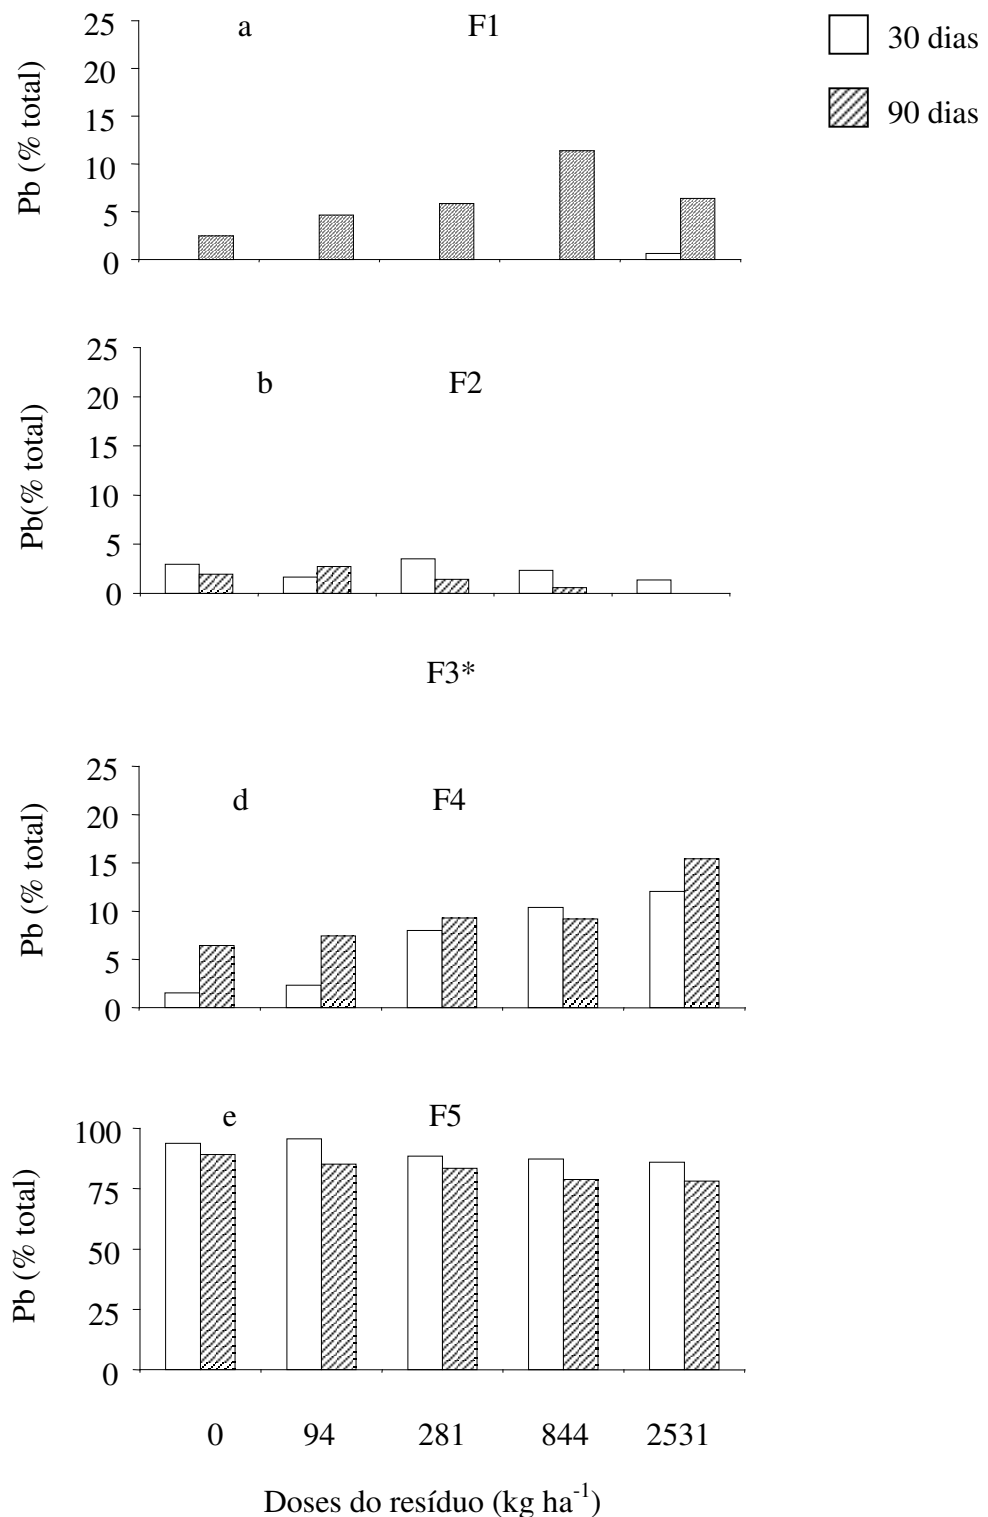 a F1
30 dias
90 dias
Pb (% total)
25
20
15
10
5
0
b F2
Pb(% total)
25
20
15
10
5
0
F3*
d F4
Pb (% total)
25
20
15
10
5
0
e F5
Pb (% total)
100
75
50
25
0
0 94 281 844 2531
Doses do resíduo (kg ha⁻¹)